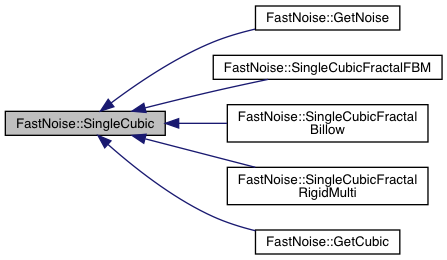 FastNoise::GetNoise
FastNoise::SingleCubicFractalFBM
FastNoise::SingleCubic
FastNoise::SingleCubicFractal
Billow
FastNoise::SingleCubicFractal
RigidMulti
FastNoise::GetCubic